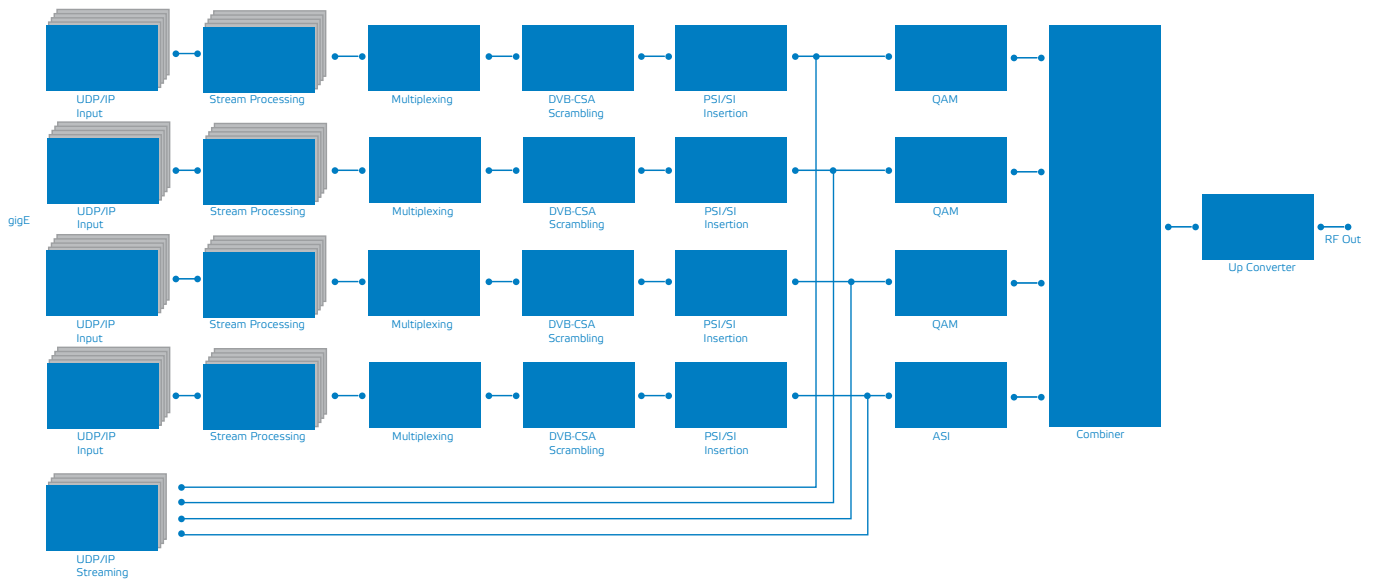 UDP/IP
Input
Stream Processing
Multiplexing
DVB-CSA
Scrambling
PSI/SI
Insertion
QAM
UDP/IP
Input
Stream Processing
Multiplexing
DVB-CSA
Scrambling
PSI/SI
Insertion
QAM
gigE
RF Out
Up Converter
UDP/IP
Input
Stream Processing
Multiplexing
DVB-CSA
Scrambling
PSI/SI
Insertion
QAM
UDP/IP
Input
Stream Processing
Multiplexing
DVB-CSA
Scrambling
PSI/SI
Insertion
ASI
Combiner
UDP/IP
Streaming